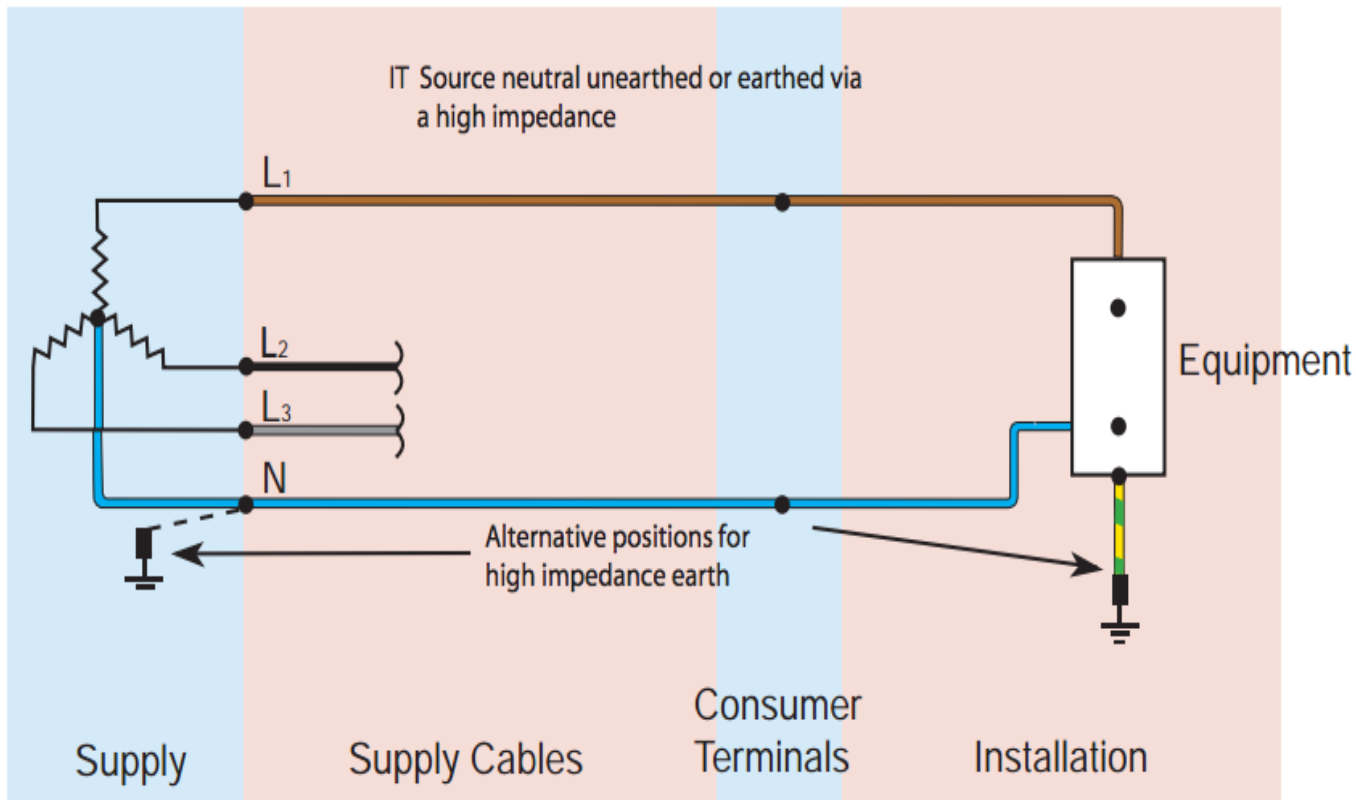 IT Source neutral unearthed or earthed via
a high impedance
L1
L2
L3
N
Equipment
Alternative positions for
high impedance earth
Supply
Supply Cables
Consumer
Terminals
Installation